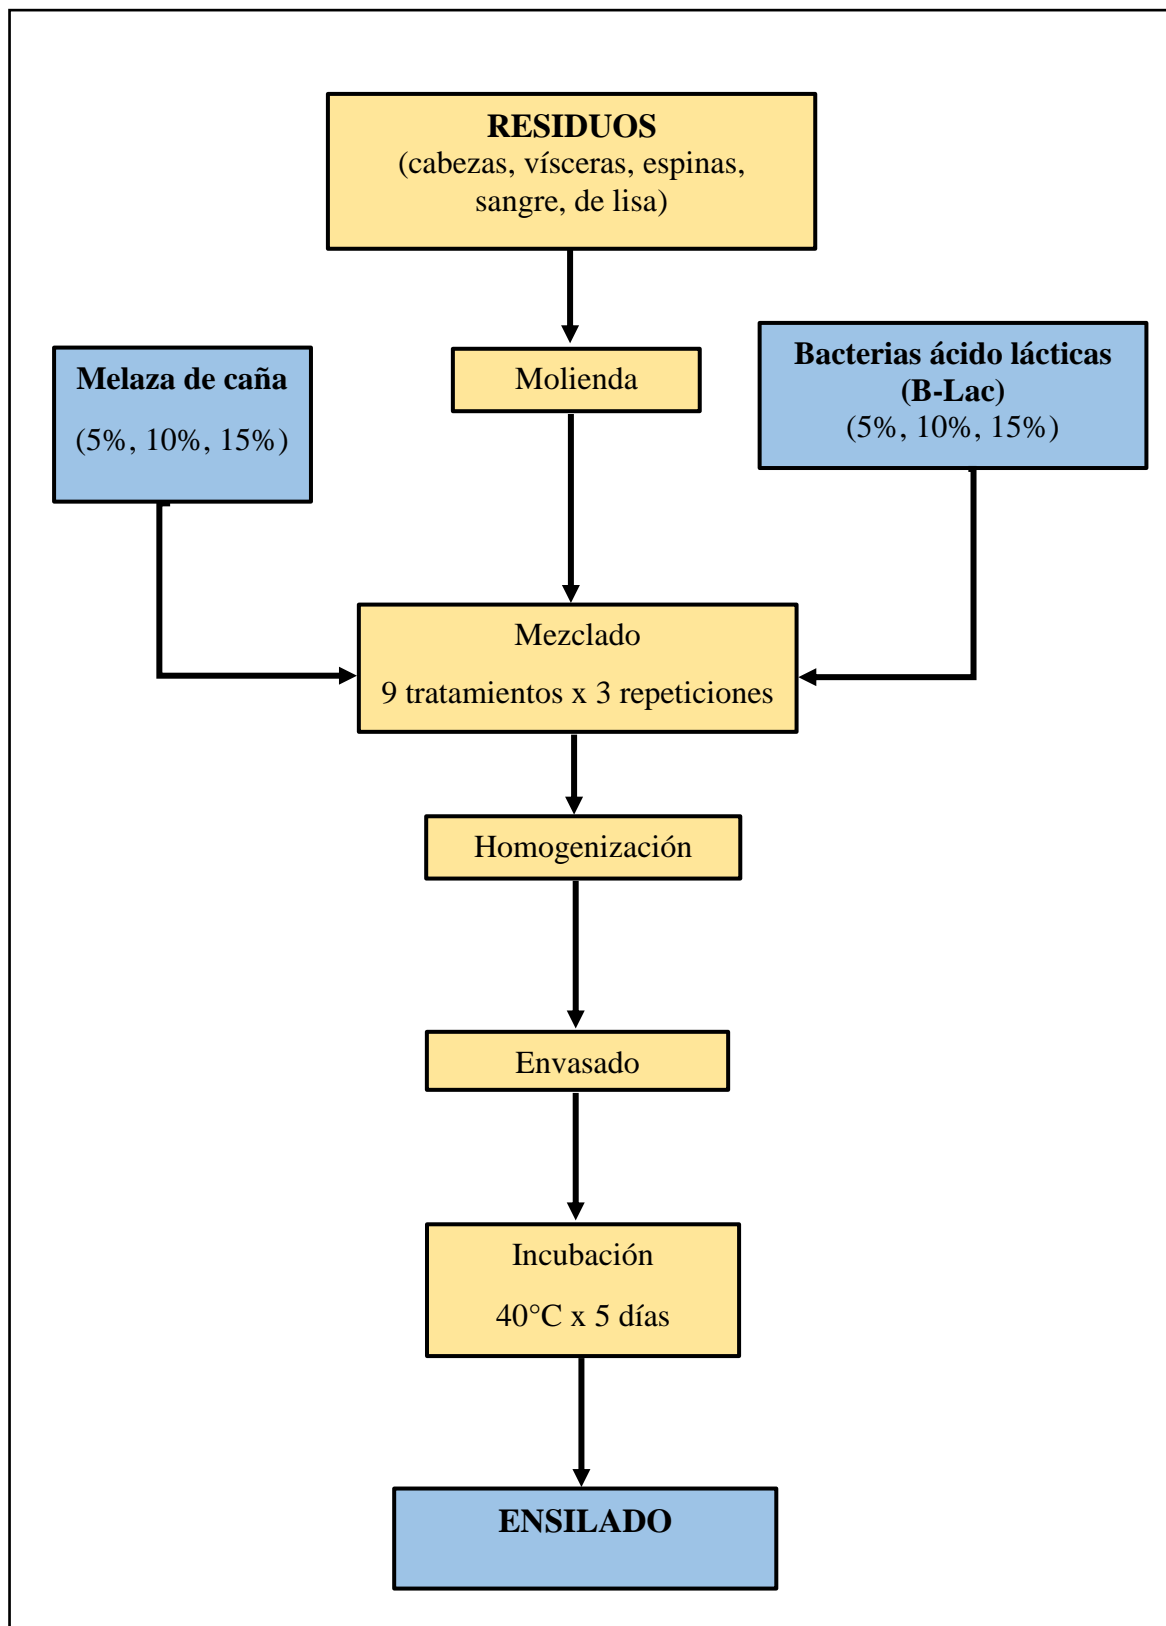 RESIDUOS
(cabezas, vísceras, espinas,
sangre, de lisa)
Molienda
Melaza de caña
(5%, 10%, 15%)
Bacterias ácido lácticas
(B-Lac)
(5%, 10%, 15%)
Mezclado
9 tratamientos x 3 repeticiones
Homogenización
Envasado
Incubación
40°C x 5 días
ENSILADO